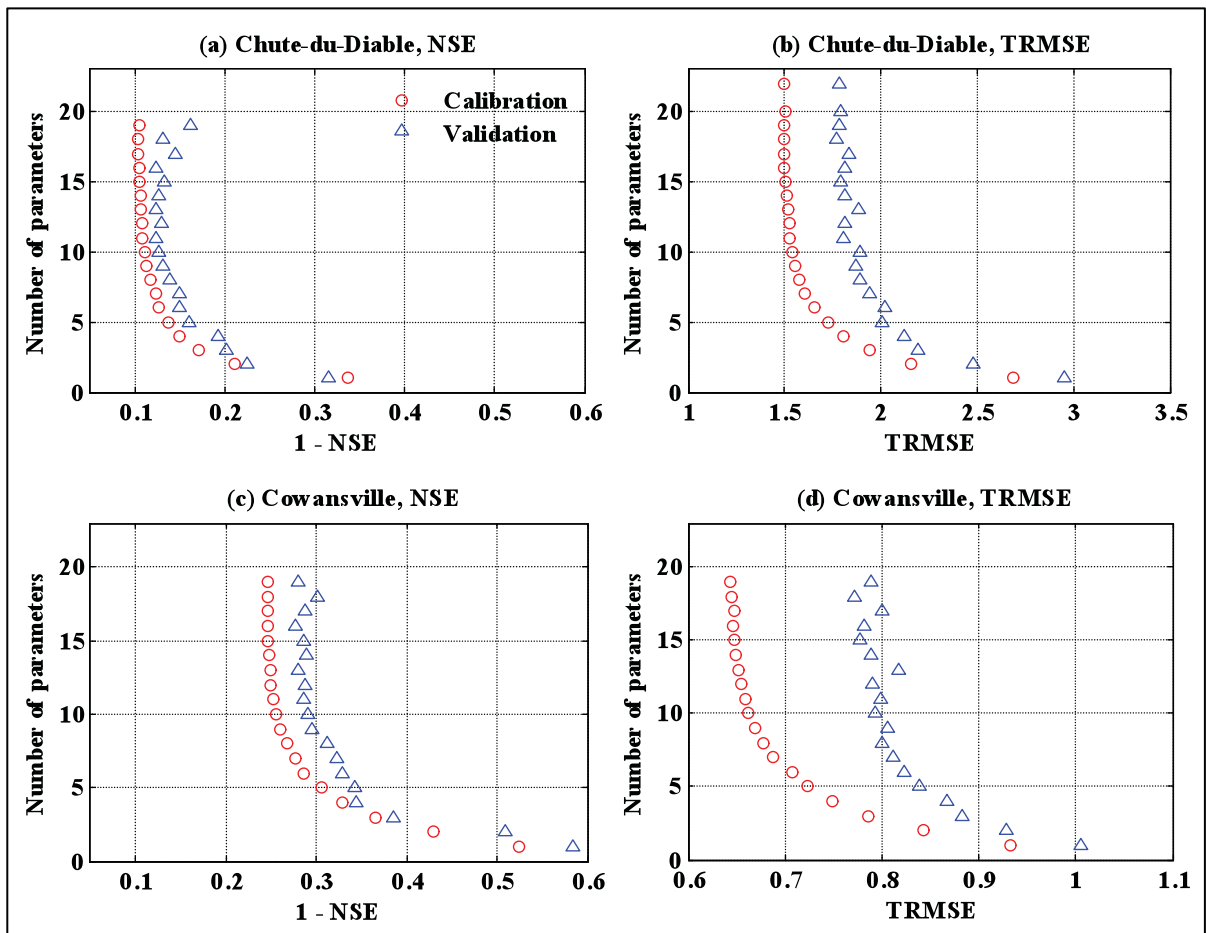 (a) Chute-du-Diable, NSE
Number of parameters
20
15
10
5
0
0.1 0.2 0.3 0.4 0.5 0.6
1 - NSE
Calibration
Validation
(b) Chute-du-Diable, TRMSE
Number of parameters
20
15
10
5
0
1 1.5 2 2.5 3 3.5
TRMSE
(c) Cowansville, NSE
Number of parameters
20
15
10
5
0
0.1 0.2 0.3 0.4 0.5 0.6
1 - NSE
(d) Cowansville, TRMSE
Number of parameters
20
15
10
5
0
0.6 0.7 0.8 0.9 1 1.1
TRMSE